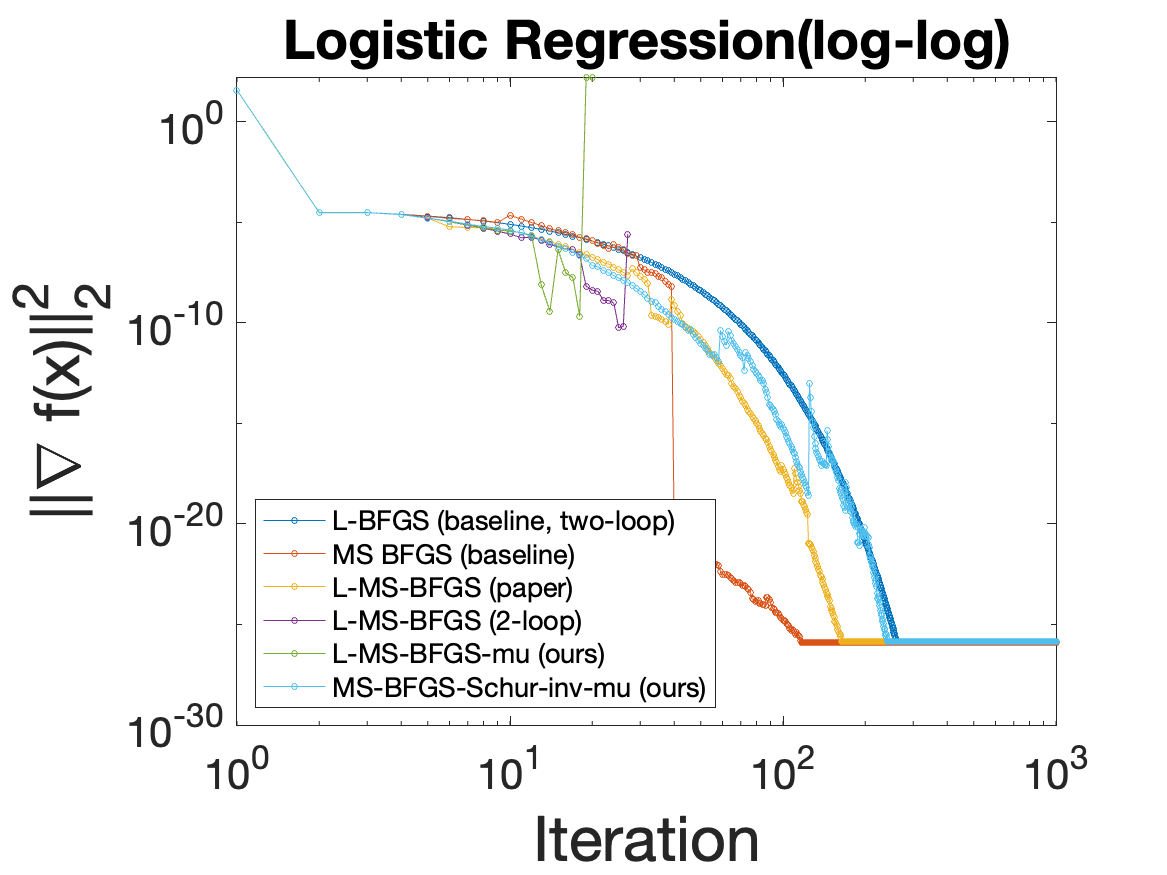 Logistic Regression(log-log)
10^0
10^-10
10^-20
10^-30
||∇ f(x)||_2^2
L-BFGS (baseline, two-loop)
MS BFGS (baseline)
L-MS-BFGS (paper)
L-MS-BFGS (2-loop)
L-MS-BFGS-mu (ours)
MS-BFGS-Schur-inv-mu (ours)
10^0 10^1 10^2 10^3
Iteration